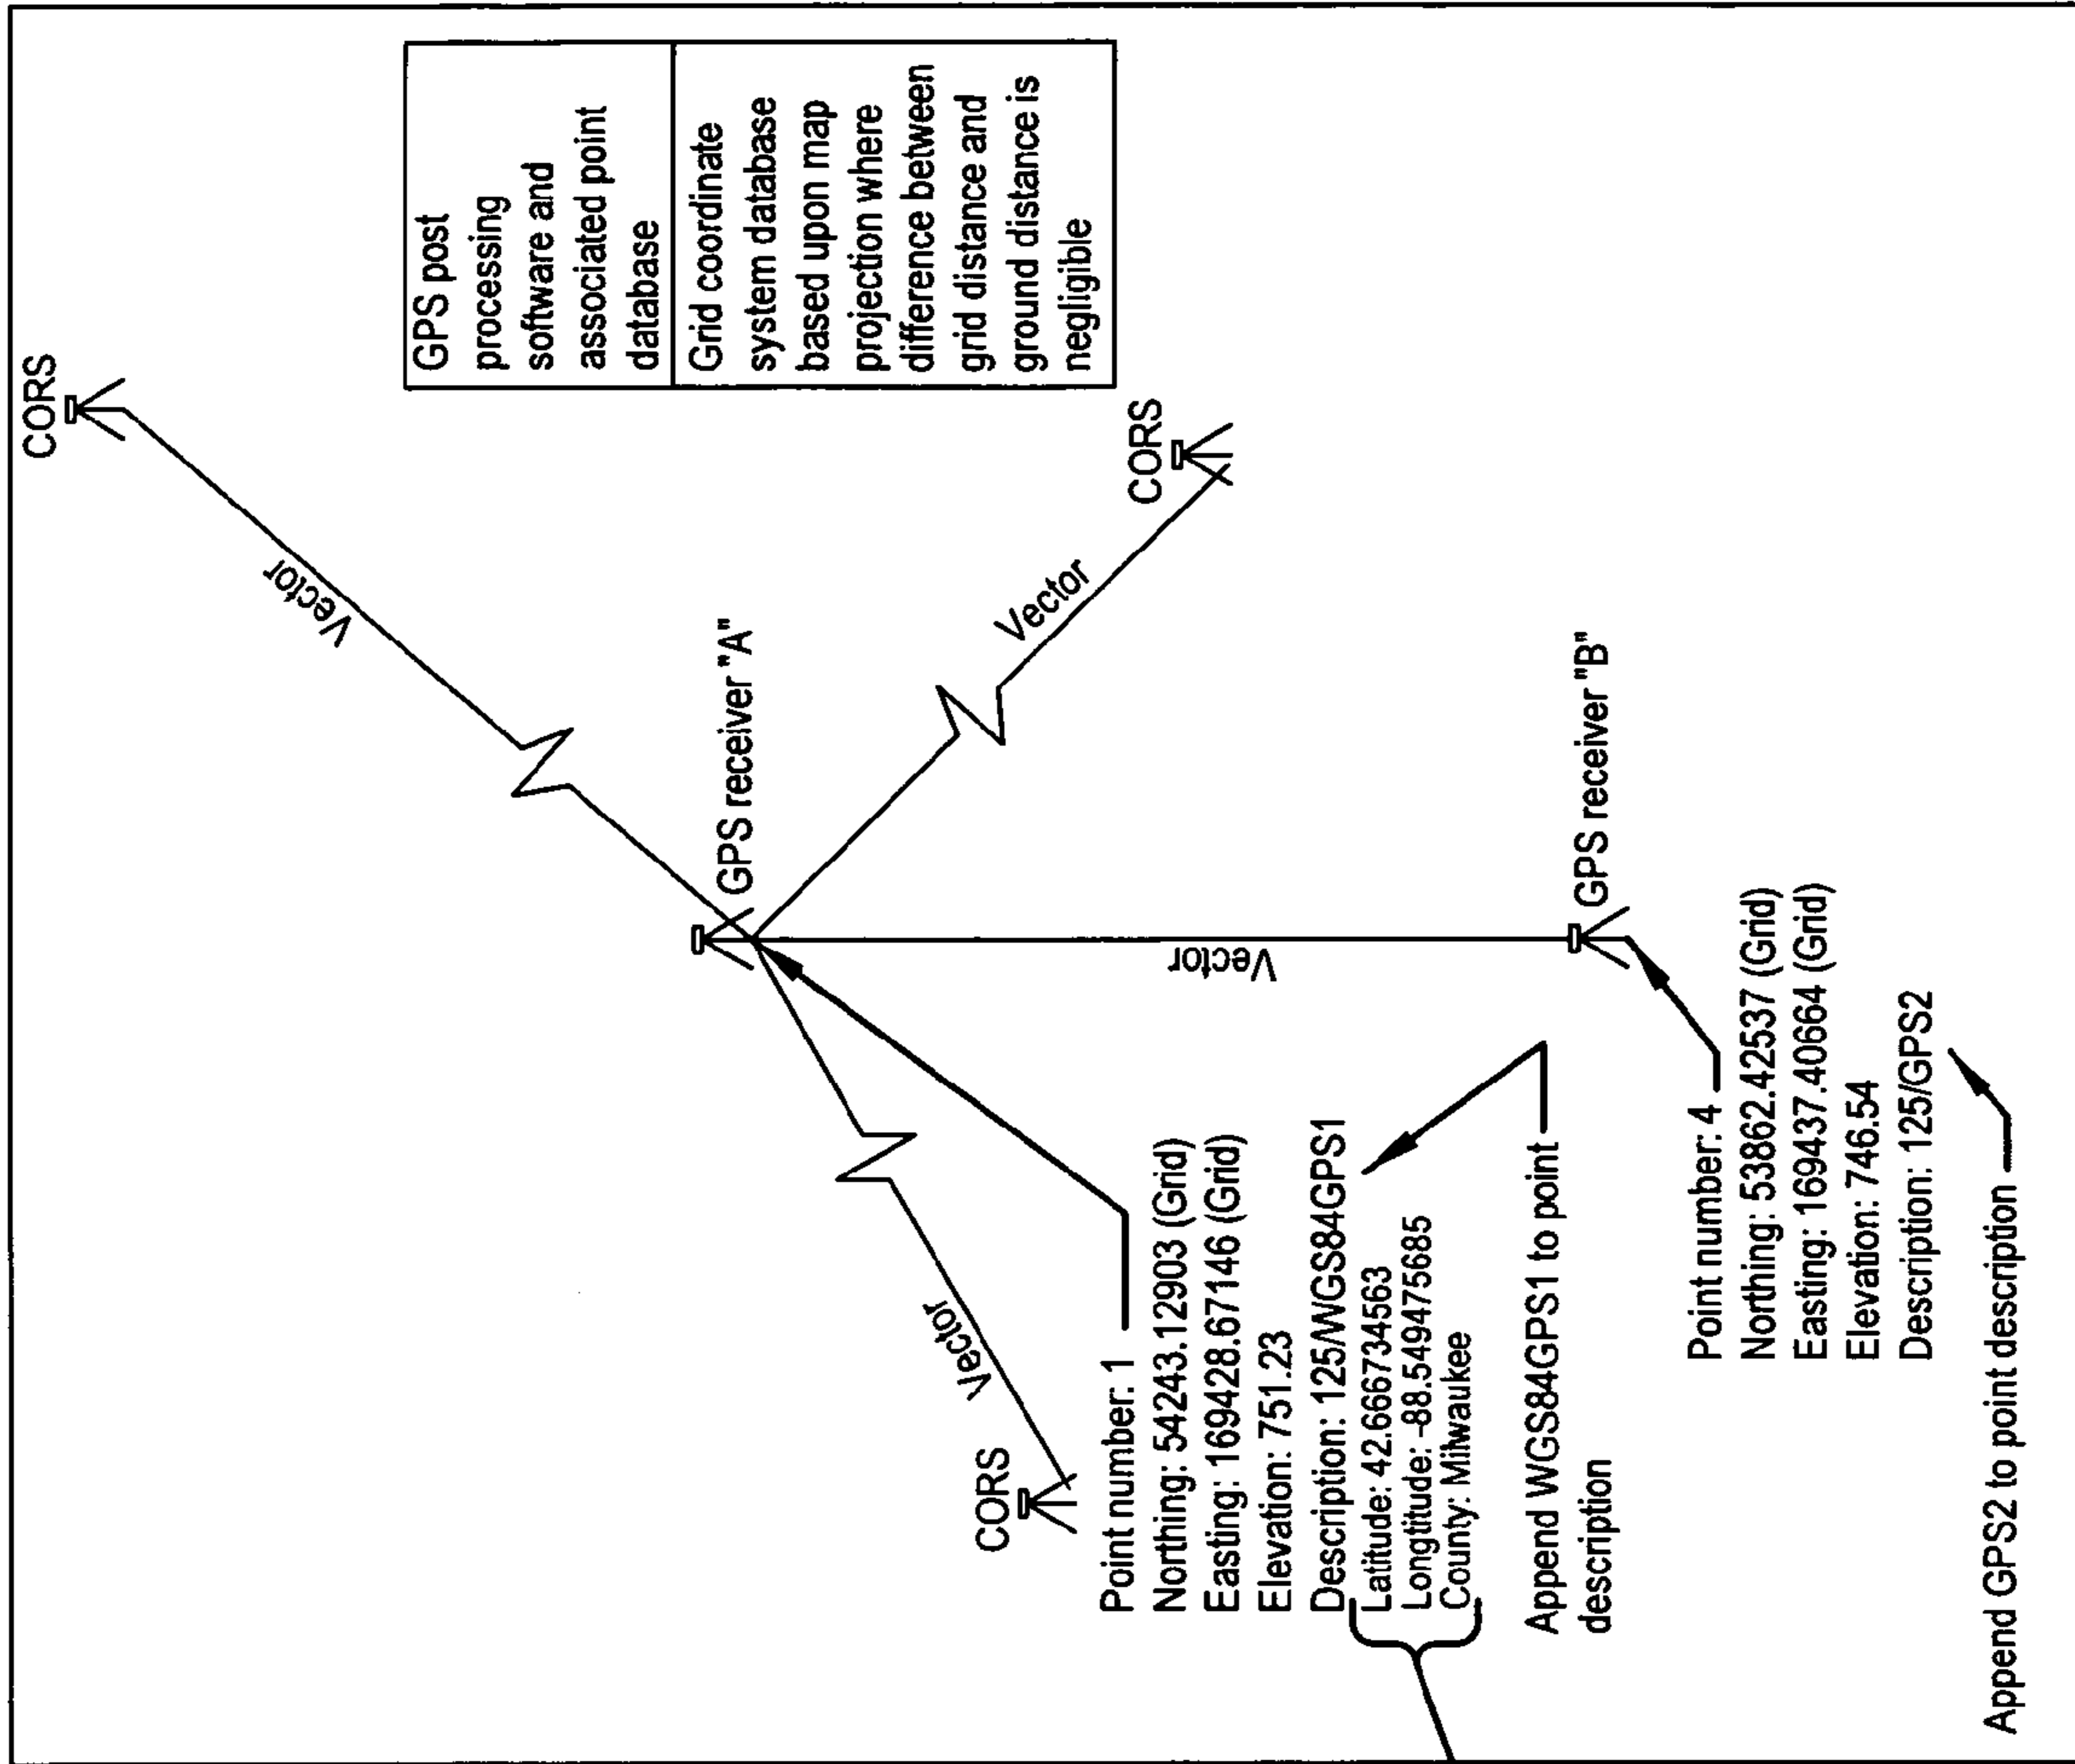 CORS
GPS post
processing
software and
associated point
database
Grid coordinate
system database
based upon map
projection where
difference between
grid distance and
ground distance is
negligible
Vector
GPS receiver "A"
CORS
Vector
Vector
CORS
Vector
GPS receiver "B"
Point number: 1
Northing: 54243.12903 (Grid)
Easting: 169428.67146 (Grid)
Elevation: 751.23
Description: 125/WGS84GPS1
Latitude: 42.666734563
Longtitude: -88.549475685
County: Milwaukee
Append WGS84GPS1 to point
description
Point number: 4
Northing: 53862.42537 (Grid)
Easting: 169437.40664 (Grid)
Elevation: 746.54
Description: 125/GPS2
Append GPS2 to point description